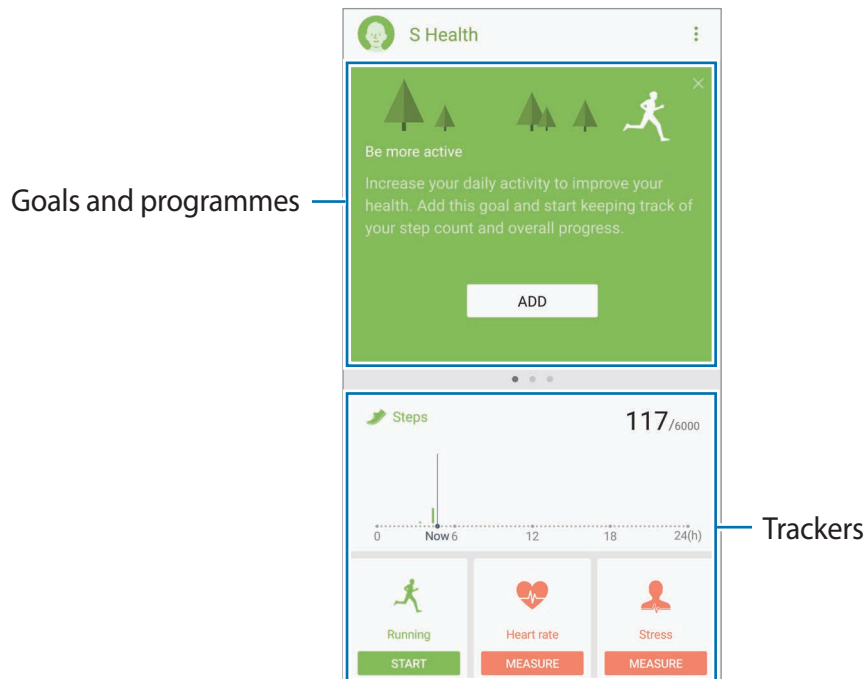 S Health
Goals and programmes
Be more active
Increase your daily activity to improve your
health. Add this goal and start keeping track of
your step count and overall progress.
ADD
Steps
117/6000
0 Now 6 12 18 24(h)
Trackers
Running Heart rate Stress
START MEASURE MEASURE